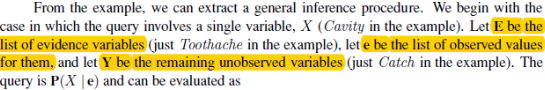 From the example, we can extract a general inference procedure. We begin with the
case in which the query involves a single variable, X (Cavity in the example). Let E be the
list of evidence variables (just Toothache in the example), let e be the list of observed values
for them, and let Y be the remaining unobserved variables (just Catch in the example). The
query is P(X | e) and can be evaluated as